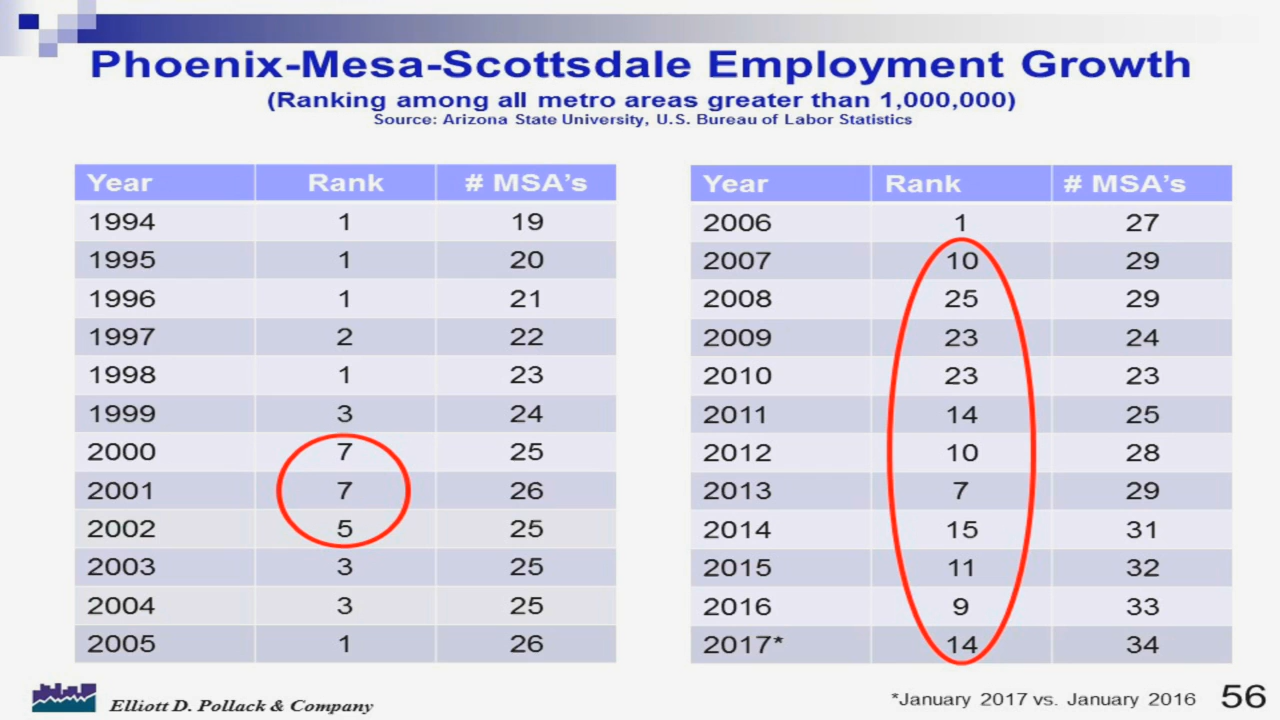 Phoenix-Mesa-Scottsdale Employment Growth
(Ranking among all metro areas greater than 1,000,000)
Source: Arizona State University, U.S. Bureau of Labor Statistics
Year Rank # MSA's
1994 1 19
1995 1 20
1996 1 21
1997 2 22
1998 1 23
1999 3 24
2000 7 25
2001 7 26
2002 5 25
2003 3 25
2004 3 25
2005 1 26
Year Rank # MSA's
2006 1 27
2007 10 29
2008 25 29
2009 23 24
2010 23 23
2011 14 25
2012 10 28
2013 7 29
2014 15 31
2015 11 32
2016 9 33
2017* 14 34
Elliott D. Pollack & Company
*January 2017 vs. January 2016 56